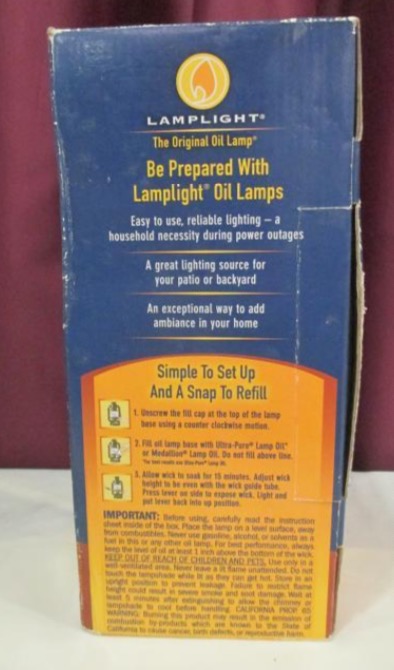 LAMPLIGHT®
The Original Oil Lamp®
Be Prepared With
Lamplight® Oil Lamps
Easy to use, reliable lighting – a
household necessity during power outages
A great lighting source for
your patio or backyard
An exceptional way to add
ambiance in your home
Simple To Set Up
And A Snap To Refill
1. Unscrew the fill cap at the top of the lamp
base using a counter clockwise motion.
2. Fill oil lamp base with Ultra-Pure® Lamp Oil*
or Medallion® Lamp Oil. Do not fill above line.
*For best results use Ultra Pure® Lamp Oil.
3. Allow wick to soak for 15 minutes. Adjust wick
height to be even with the wick guide tube.
Press lever on side to expose wick. Light and
put lever back into up position.
IMPORTANT: Before using, carefully read the instruction
sheet inside of the box. Place the lamp on a level surface, away
from combustibles. Never use gasoline, alcohol, or solvents as a
fuel in this or any other oil lamp. For best performance, always
keep the level of oil at least 1 inch above the bottom of the wick.
KEEP OUT OF REACH OF CHILDREN AND PETS. Use only in a
well-ventilated area. Never leave a lit flame unattended. Do not
touch the lampshade while lit as they can get hot. Store in an
upright position to prevent leakage. Failure to restrict flame
height could result in severe smoke and soot damage. Wait at
least 5 minutes after extinguishing to allow the chimney or
lampshade to cool before handling. CALIFORNIA PROP. 65
WARNING: Burning this product may result in the emission of
combustion by-products which are known to the State of
California to cause cancer, birth defects, or reproductive harm.